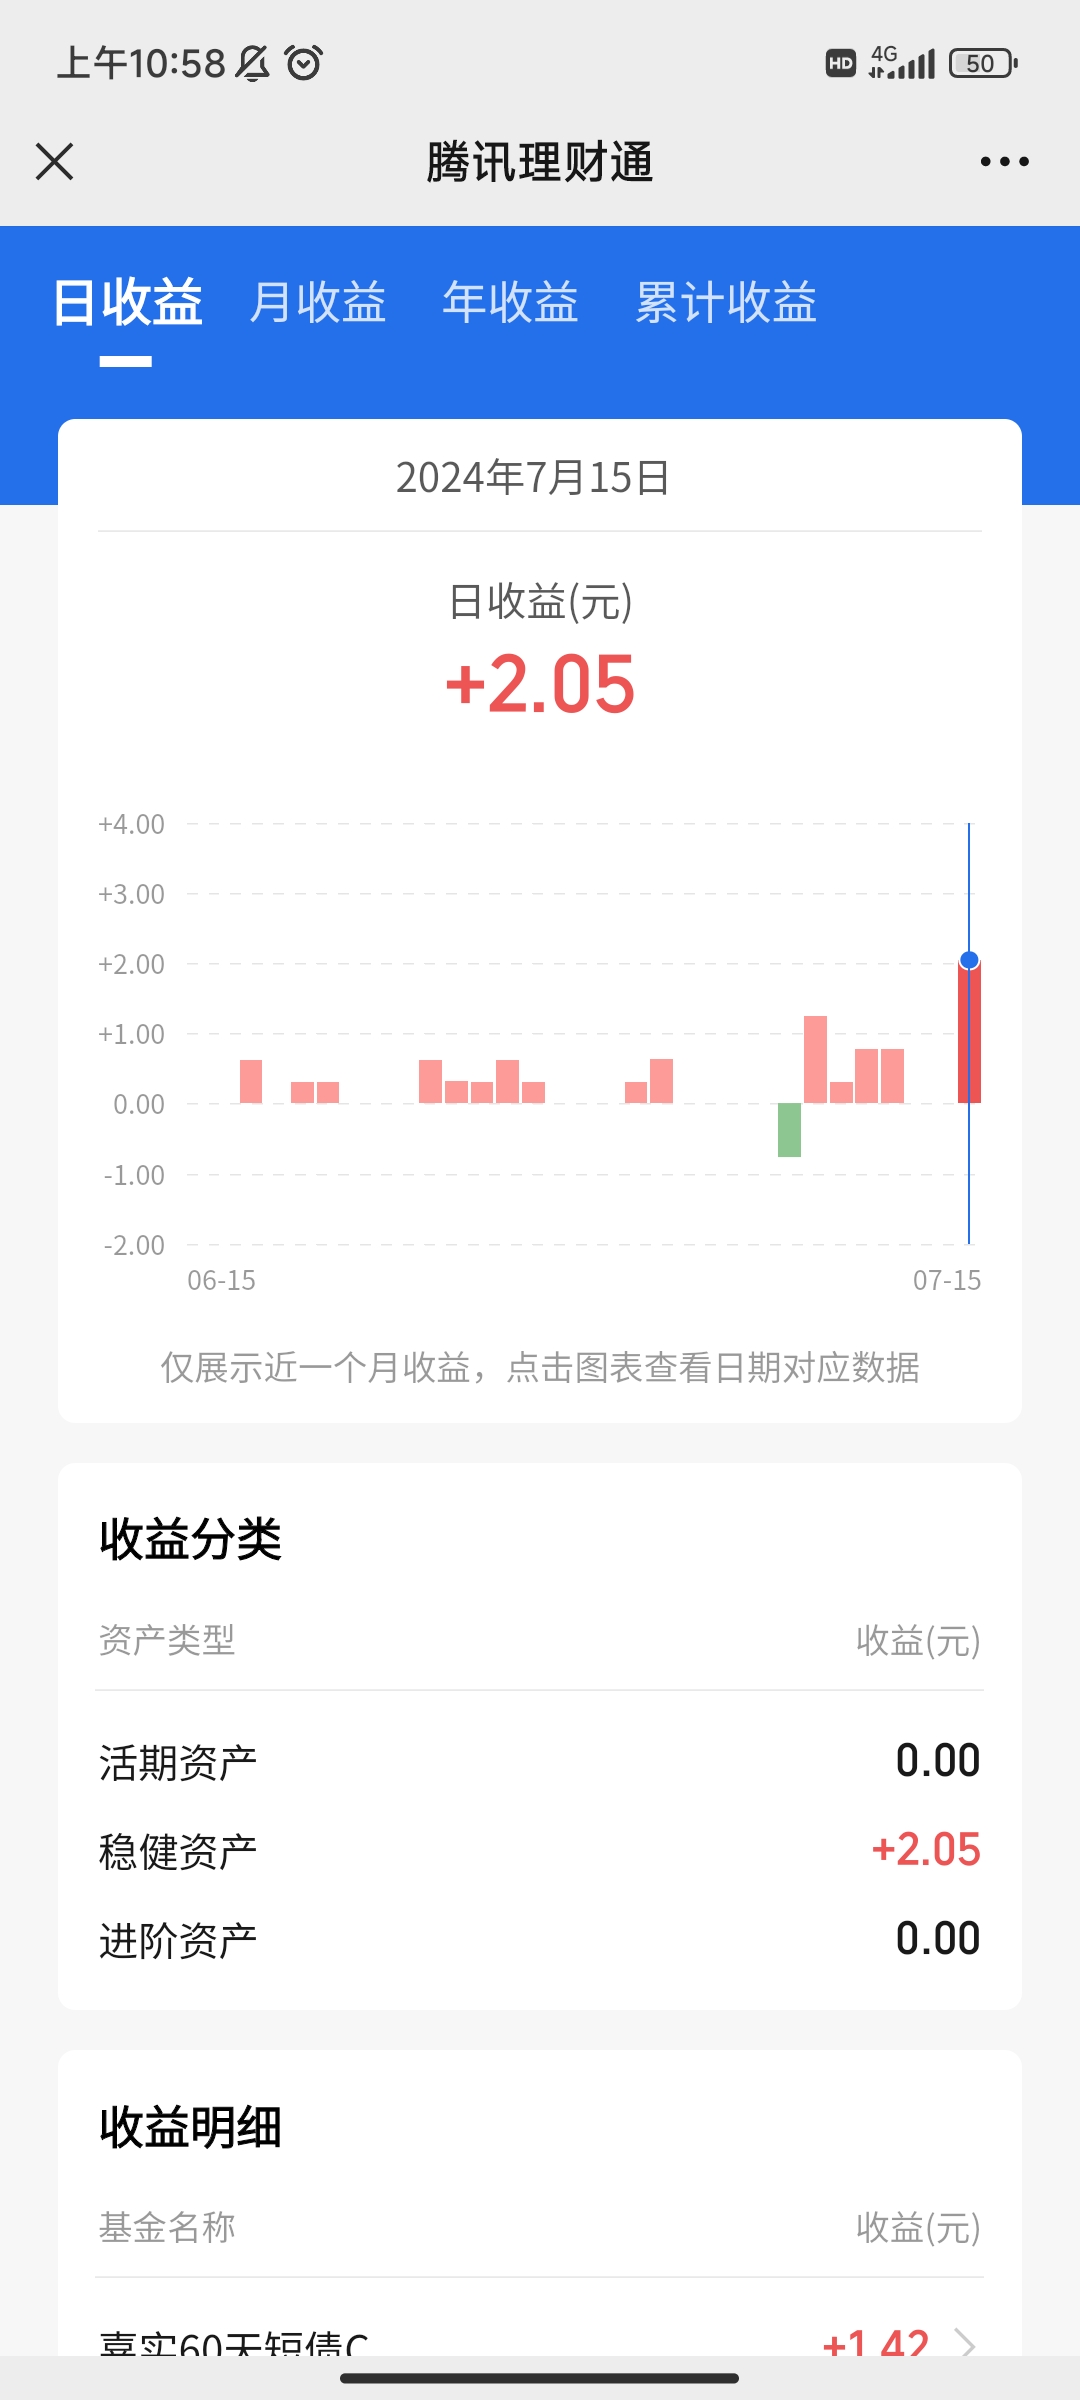 上午10:58 HD 4G 50
腾讯理财通
日收益 月收益 年收益 累计收益
2024年7月15日
日收益(元)
+2.05
+4.00
+3.00
+2.00
+1.00
0.00
-1.00
-2.00
06-15 07-15
仅展示近一个月收益，点击图表查看日期对应数据
收益分类
资产类型 收益(元)
活期资产 0.00
稳健资产 +2.05
进阶资产 0.00
收益明细
基金名称 收益(元)
嘉实60天短债C +1.42